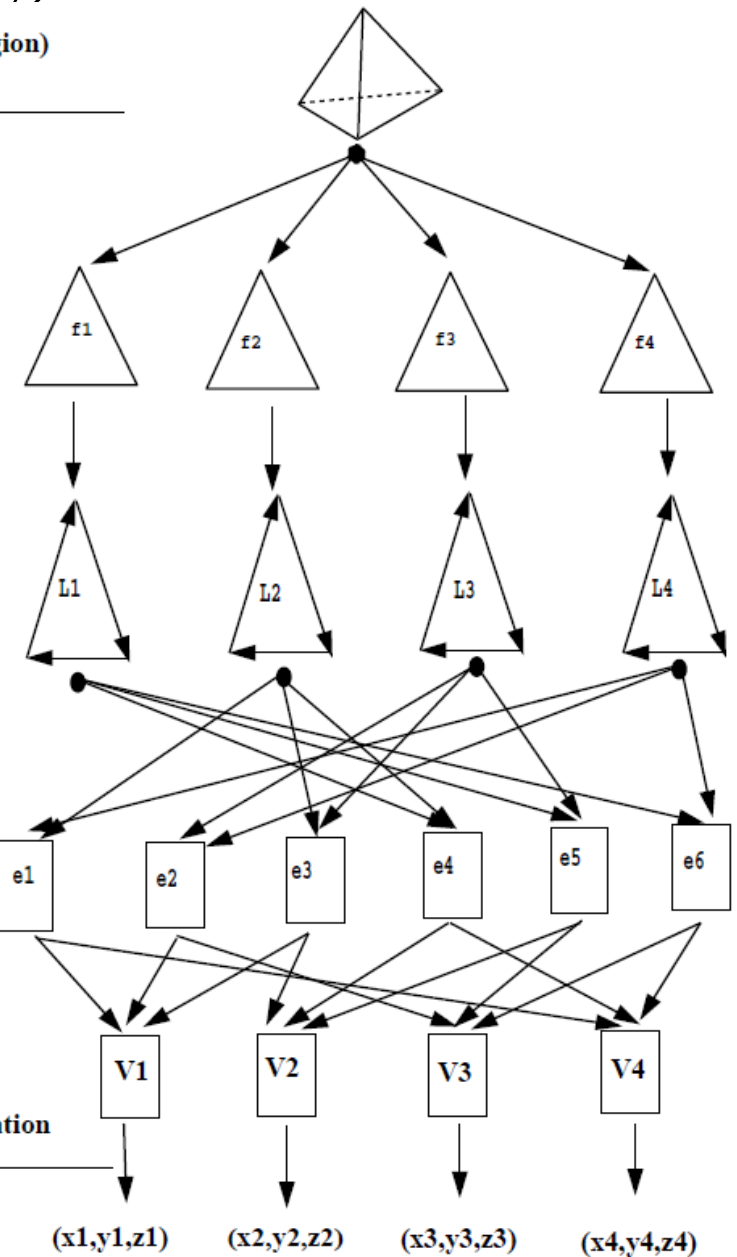 gion)
f1 f2 f3 f4
L1 L2 L3 L4
e1 e2 e3 e4 e5 e6
V1 V2 V3 V4
ation
(x1,y1,z1) (x2,y2,z2) (x3,y3,z3) (x4,y4,z4)